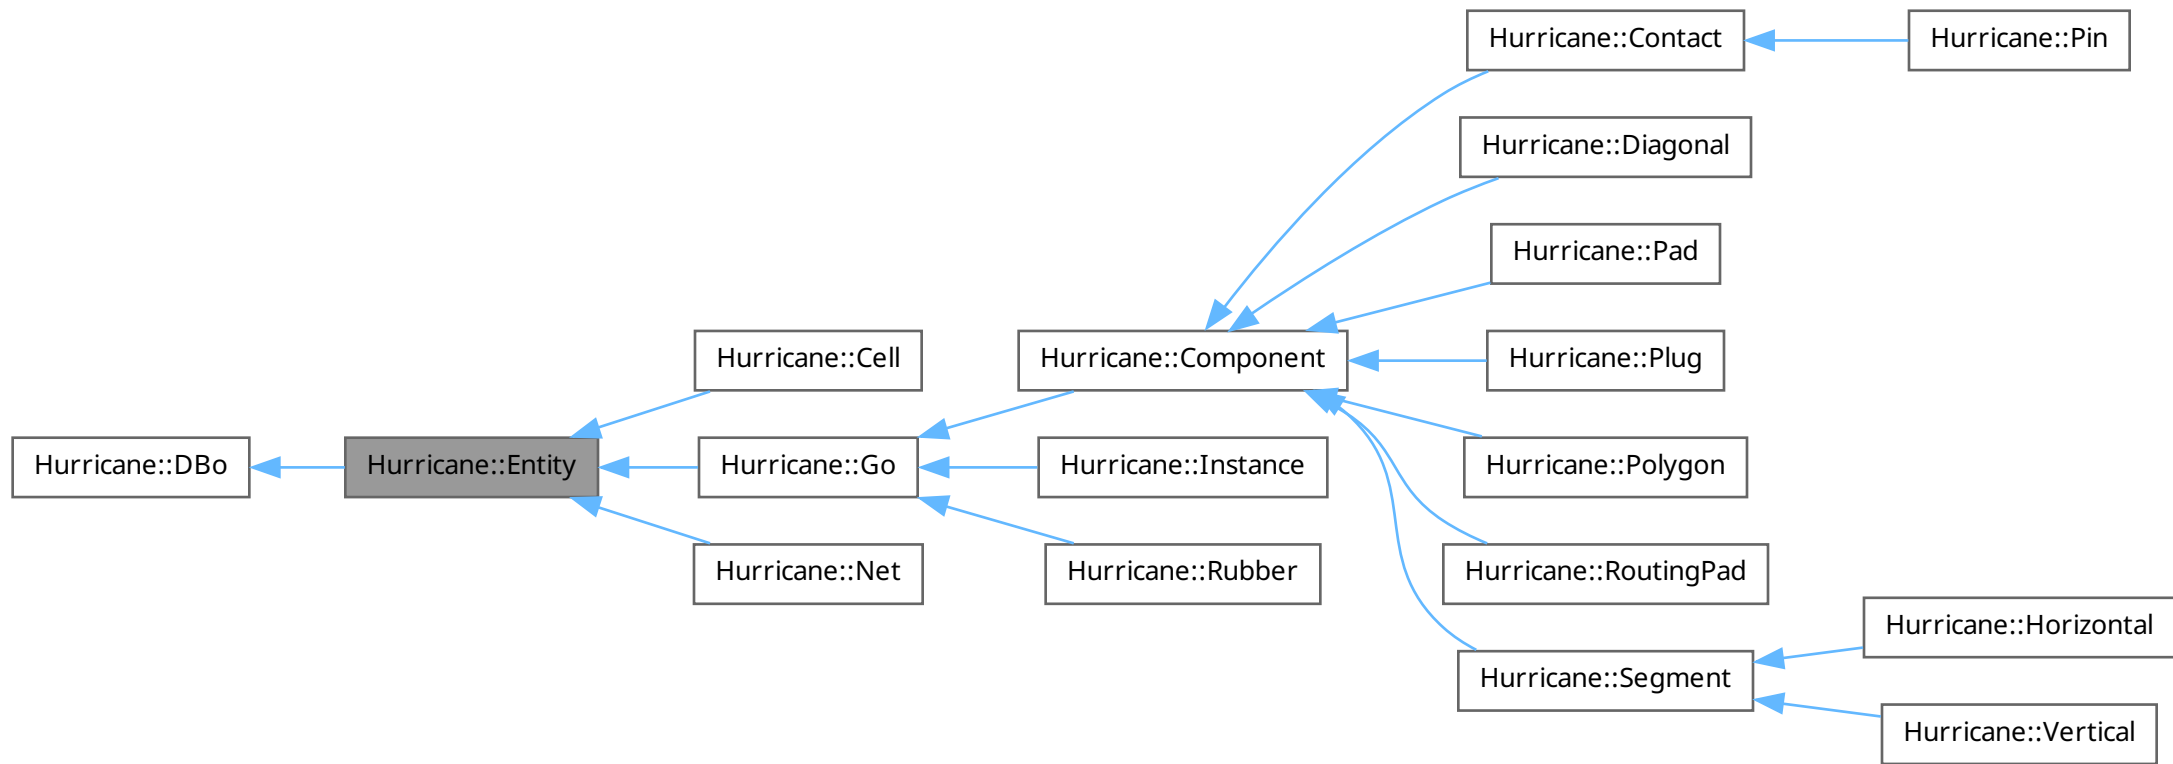 Hurricane::Contact
Hurricane::Pin
Hurricane::Diagonal
Hurricane::Pad
Hurricane::Cell
Hurricane::Component
Hurricane::Plug
Hurricane::DBo
Hurricane::Entity
Hurricane::Go
Hurricane::Instance
Hurricane::Polygon
Hurricane::Net
Hurricane::Rubber
Hurricane::RoutingPad
Hurricane::Horizontal
Hurricane::Segment
Hurricane::Vertical